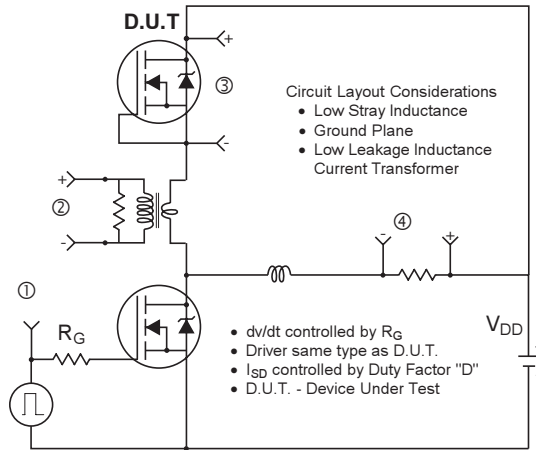 D.U.T
+
③
-
Circuit Layout Considerations
• Low Stray Inductance
• Ground Plane
• Low Leakage Inductance
Current Transformer
+
②
-
④
- +
①
RG
VDD
• dv/dt controlled by RG
• Driver same type as D.U.T.
• ISD controlled by Duty Factor "D"
• D.U.T. - Device Under Test